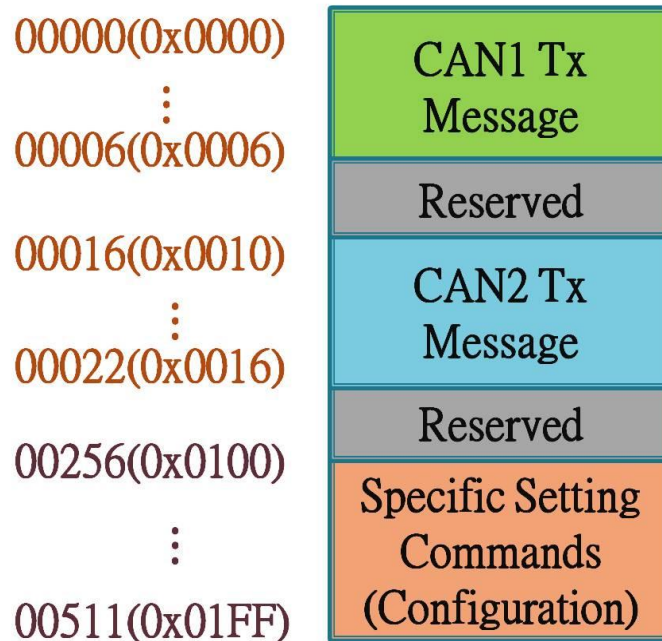 00000(0x0000)
⋮
00006(0x0006)
CAN1 Tx
Message
Reserved
00016(0x0010)
⋮
00022(0x0016)
CAN2 Tx
Message
Reserved
00256(0x0100)
⋮
00511(0x01FF)
Specific Setting
Commands
(Configuration)